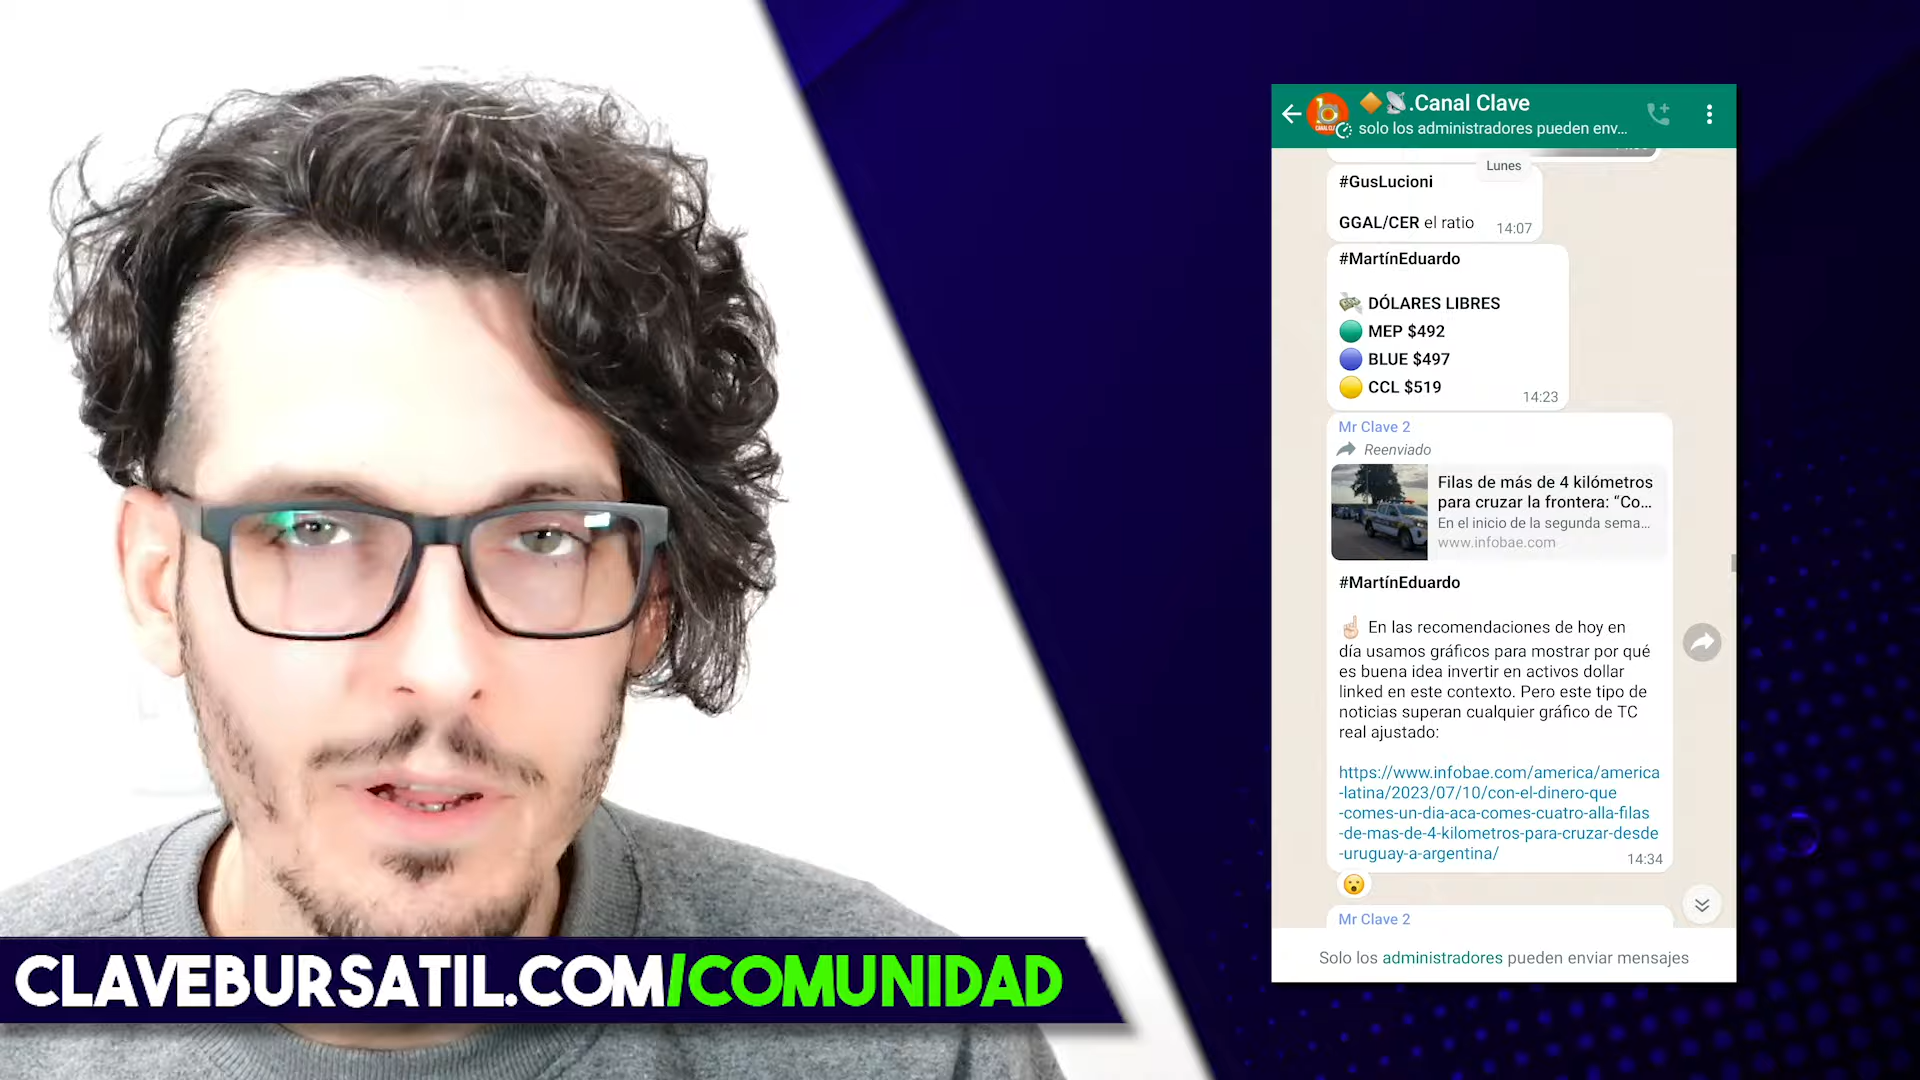 CLAVEBURSATIL.COM/COMUNIDAD
.Canal Clave
solo los administradores pueden env...
Lunes
#GusLucioni
GGAL/CER el ratio
14:07
#MartínEduardo
DÓLARES LIBRES
MEP $492
BLUE $497
CCL $519
14:23
Mr Clave 2
Reenviado
Filas de más de 4 kilómetros
para cruzar la frontera: “Co...
En el inicio de la segunda sema...
www.infobae.com
#MartínEduardo
En las recomendaciones de hoy en
día usamos gráficos para mostrar por qué
es buena idea invertir en activos dollar
linked en este contexto. Pero este tipo de
noticias superan cualquier gráfico de TC
real ajustado:
https://www.infobae.com/america/america
-latina/2023/07/10/con-el-dinero-que
-comes-un-dia-aca-comes-cuatro-alla-filas
-de-mas-de-4-kilometros-para-cruzar-desde
-uruguay-a-argentina/
14:34
Mr Clave 2
Solo los administradores pueden enviar mensajes